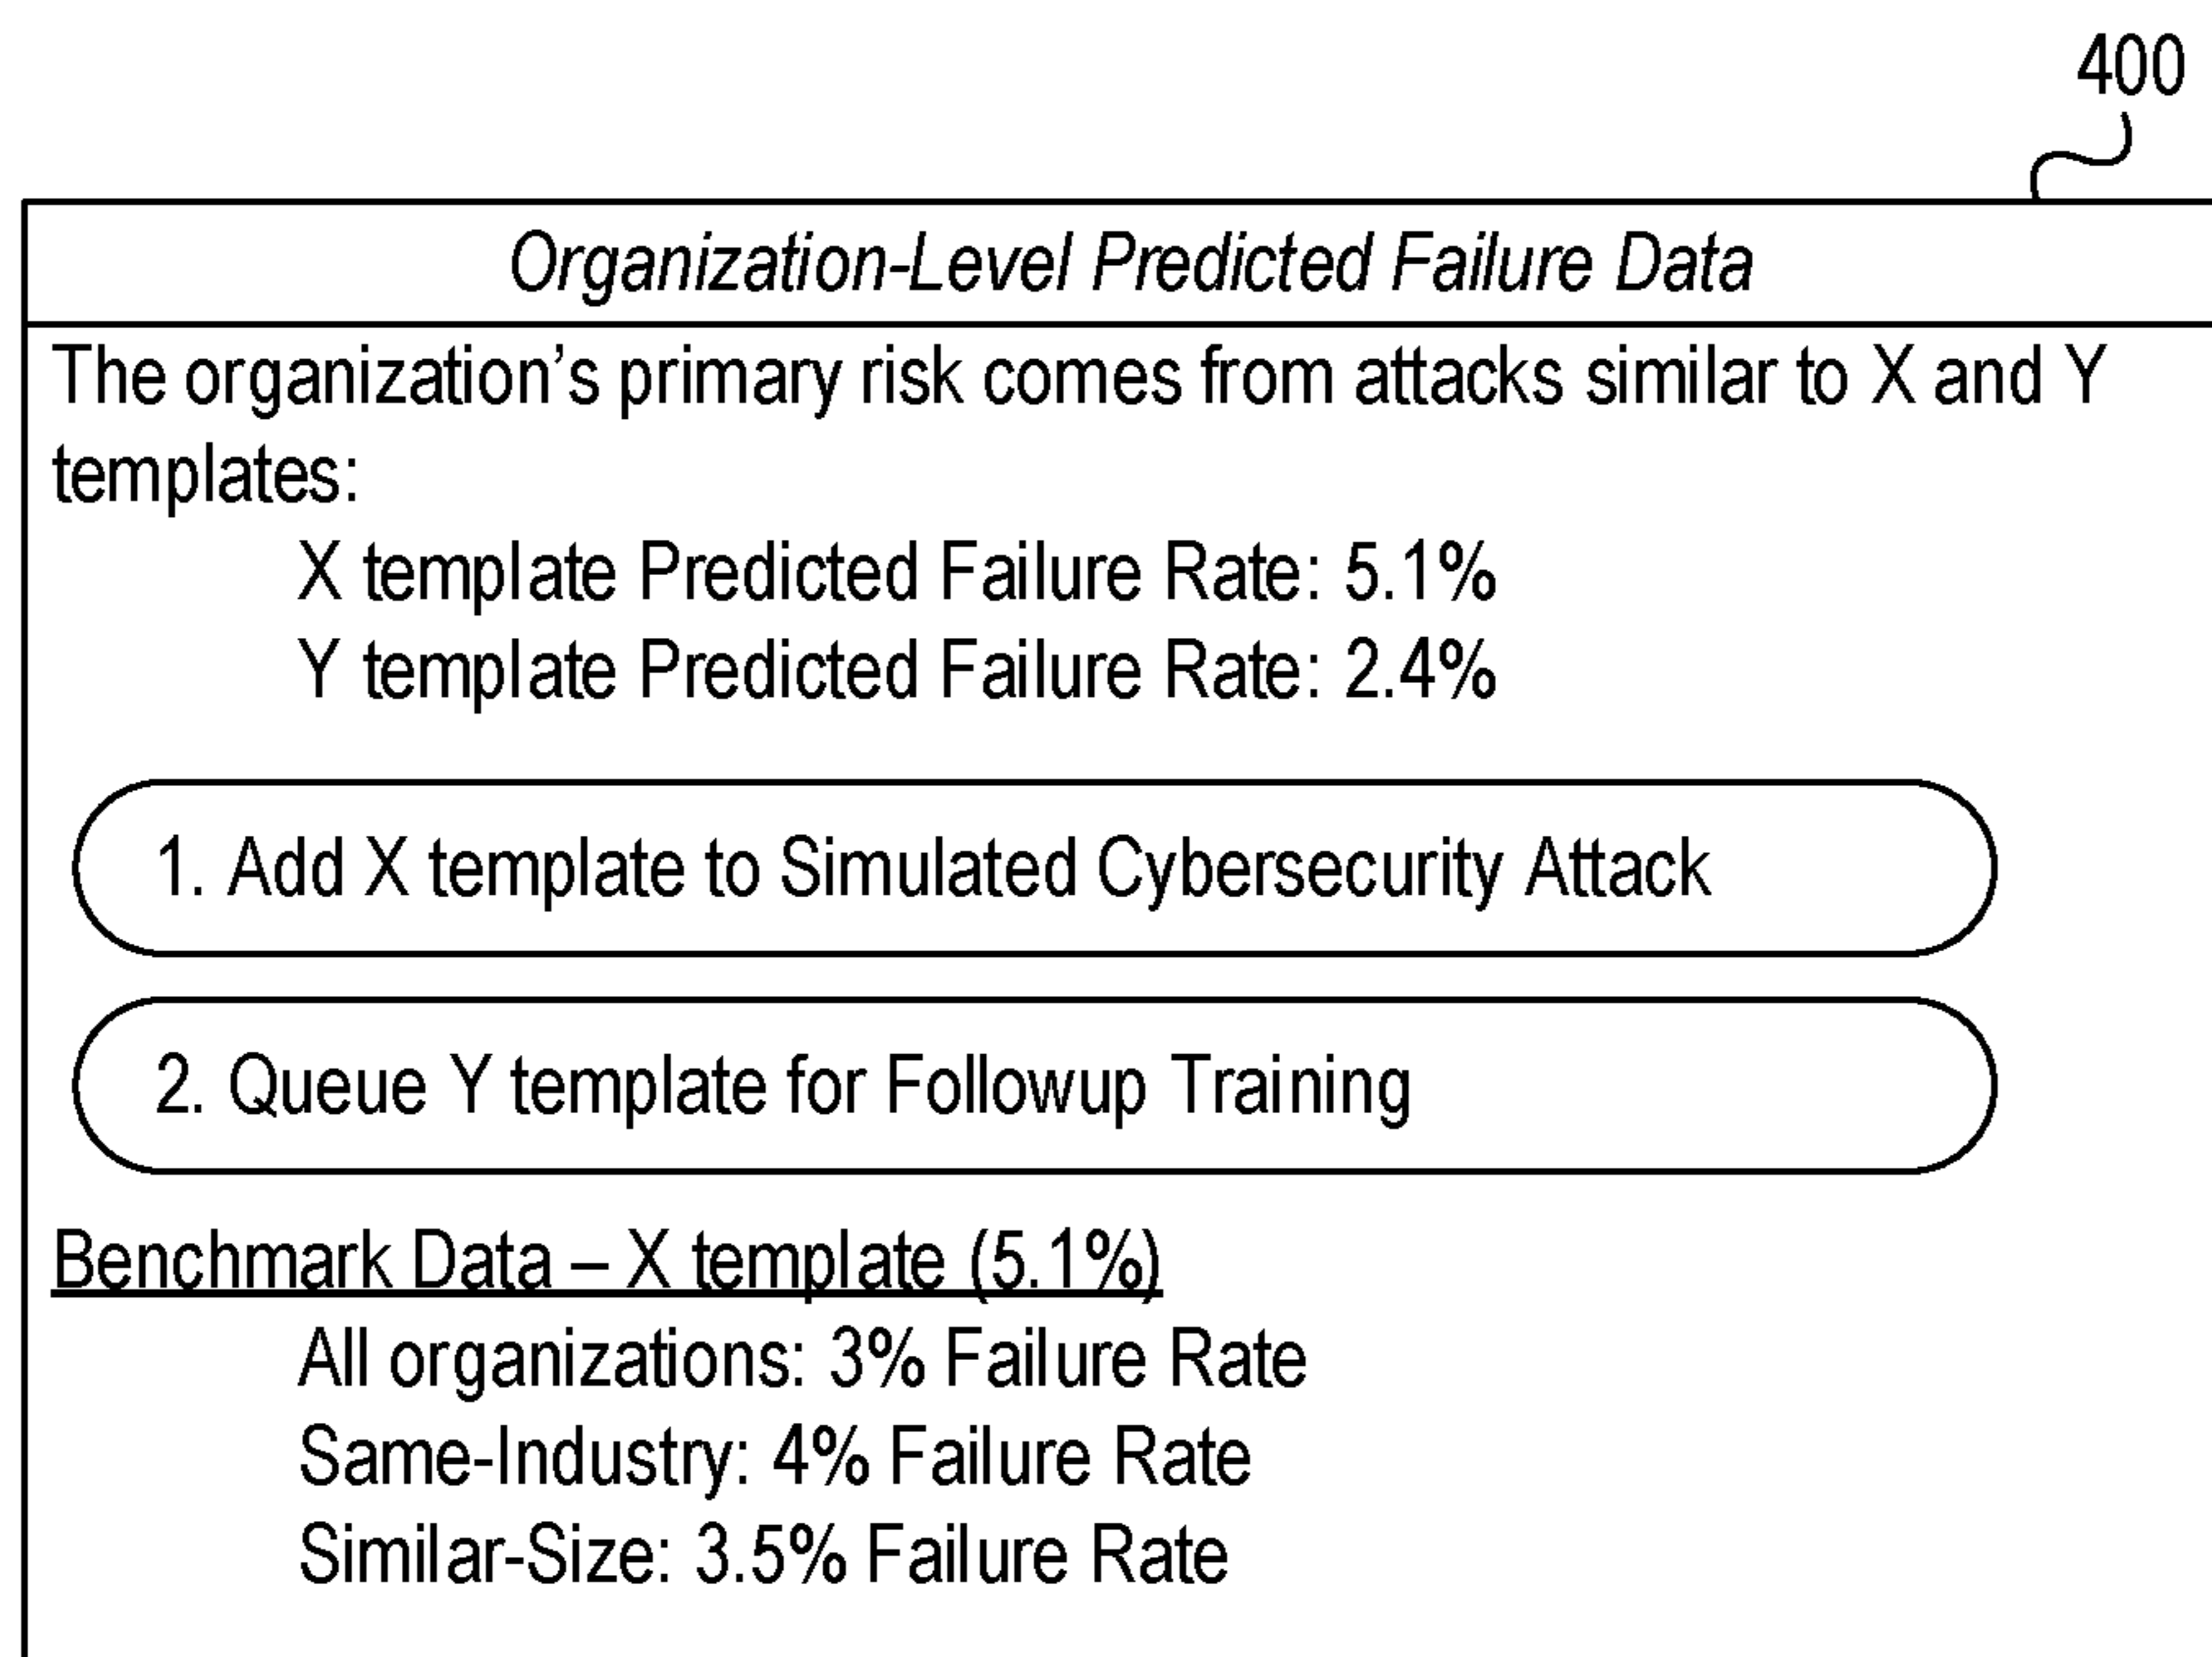 400
Organization-Level Predicted Failure Data
The organization's primary risk comes from attacks similar to X and Y
templates:
X template Predicted Failure Rate: 5.1%
Y template Predicted Failure Rate: 2.4%
1. Add X template to Simulated Cybersecurity Attack
2. Queue Y template for Followup Training
Benchmark Data – X template (5.1%)
All organizations: 3% Failure Rate
Same-Industry: 4% Failure Rate
Similar-Size: 3.5% Failure Rate